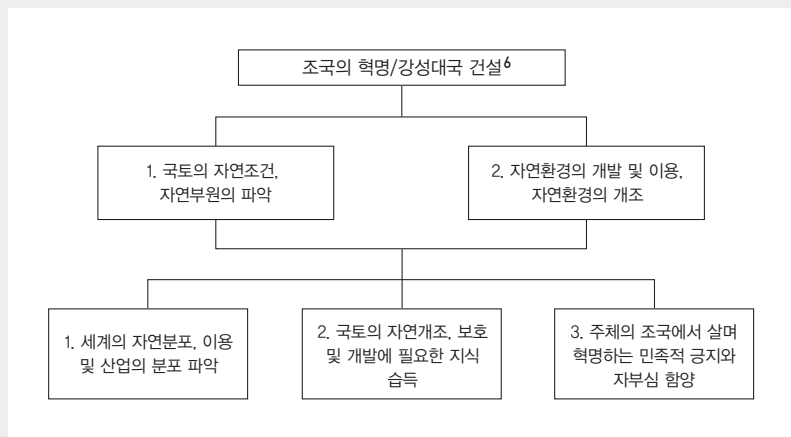 조국의 혁명/강성대국 건설6
1. 국토의 자연조건,
자연부원의 파악
2. 자연환경의 개발 및 이용,
자연환경의 개조
1. 세계의 자연분포, 이용
및 산업의 분포 파악
2. 국토의 자연개조, 보호
및 개발에 필요한 지식
습득
3. 주체의 조국에서 살며
혁명하는 민족적 긍지와
자부심 함양